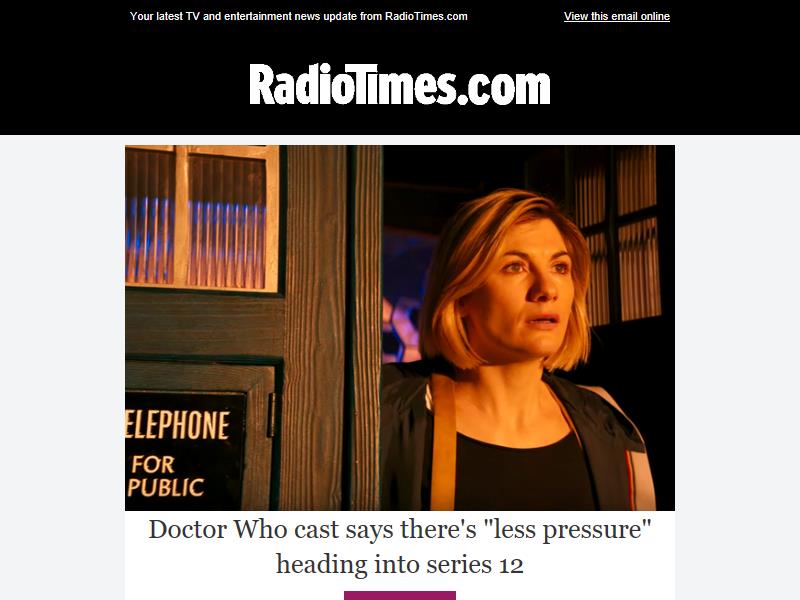 Your latest TV and entertainment news update from RadioTimes.com
View this email online
RadioTimes.com
ELEPHONE
FOR
PUBLIC
Doctor Who cast says there's "less pressure"
heading into series 12